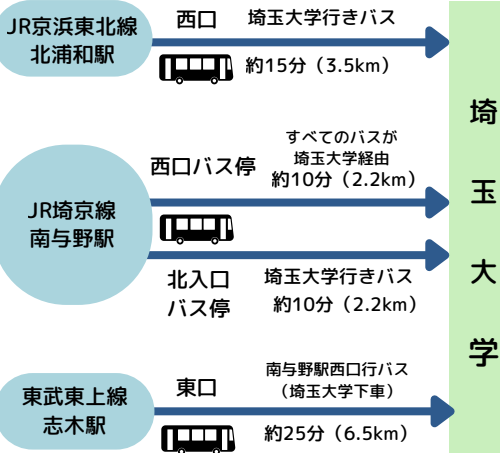 JR京浜東北線
北浦和駅
西口
埼玉大学行きバス
約15分（3.5km）
JR埼京線
南与野駅
西口バス停
すべてのバスが
埼玉大学経由
約10分（2.2km）
北入口
バス停
埼玉大学行きバス
約10分（2.2km）
東武東上線
志木駅
東口
南与野駅西口行バス
（埼玉大学下車）
約25分（6.5km）
埼玉大学